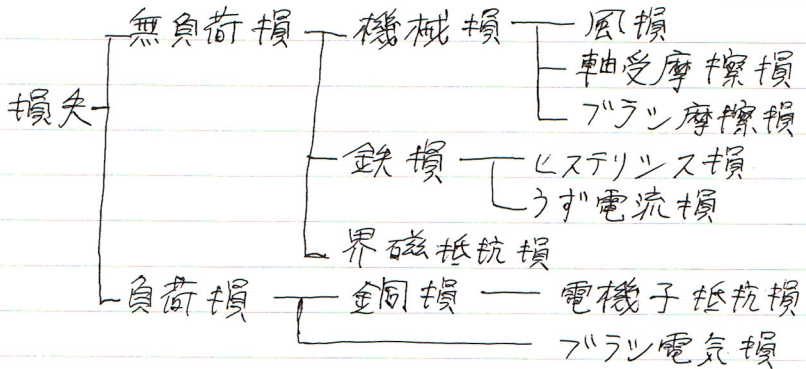 無負荷損 機械損 風損
軸受摩擦損
損失
ブラシ摩擦損
鉄損 ヒステリシス損
うず電流損
界磁抵抗損
負荷損 銅損 電機子抵抗損
ブラシ電気損